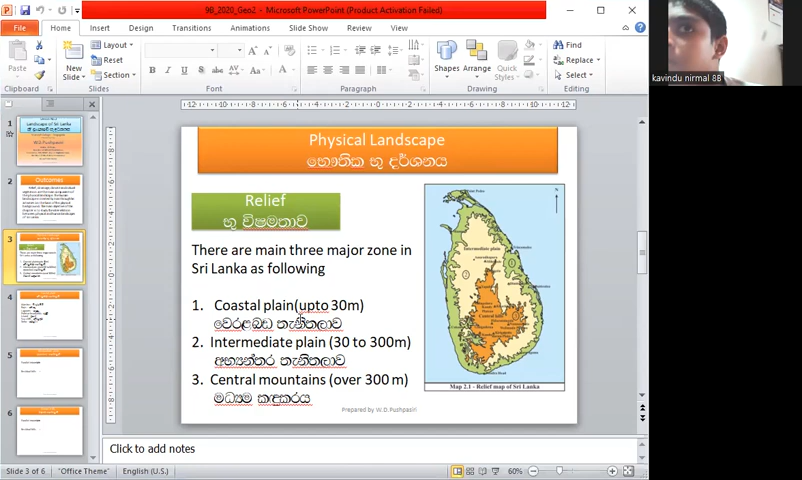 9B_2020_Geo2 - Microsoft PowerPoint (Product Activation Failed)
File Home Insert Design Transitions Animations Slide Show Review View
Paste
New Slide
Layout
Reset
Section
Shapes
Arrange
Quick Styles
Find
Replace
Select
Clipboard Slides Font Paragraph Drawing Editing
kavindu nirmal 8B
Physical Landscape
භෞතික භූ දර්ශනය
Relief
භූ විෂමතාව
There are main three major zone in
Sri Lanka as following
1. Coastal plain(upto 30m)
වෙරළබඩ තැනිතලාව
2. Intermediate plain (30 to 300m)
අභ්‍යන්තර තැනිතලාව
3. Central mountains (over 300 m)
මධ්‍යම කඳුකරය
Intermediate plain
Map 2.1 - Relief map of Sri Lanka
Prepared by W.D.Pushpasiri
Outcomes
Click to add notes
Slide 3 of 6 "Office Theme" English (U.S.) 60%